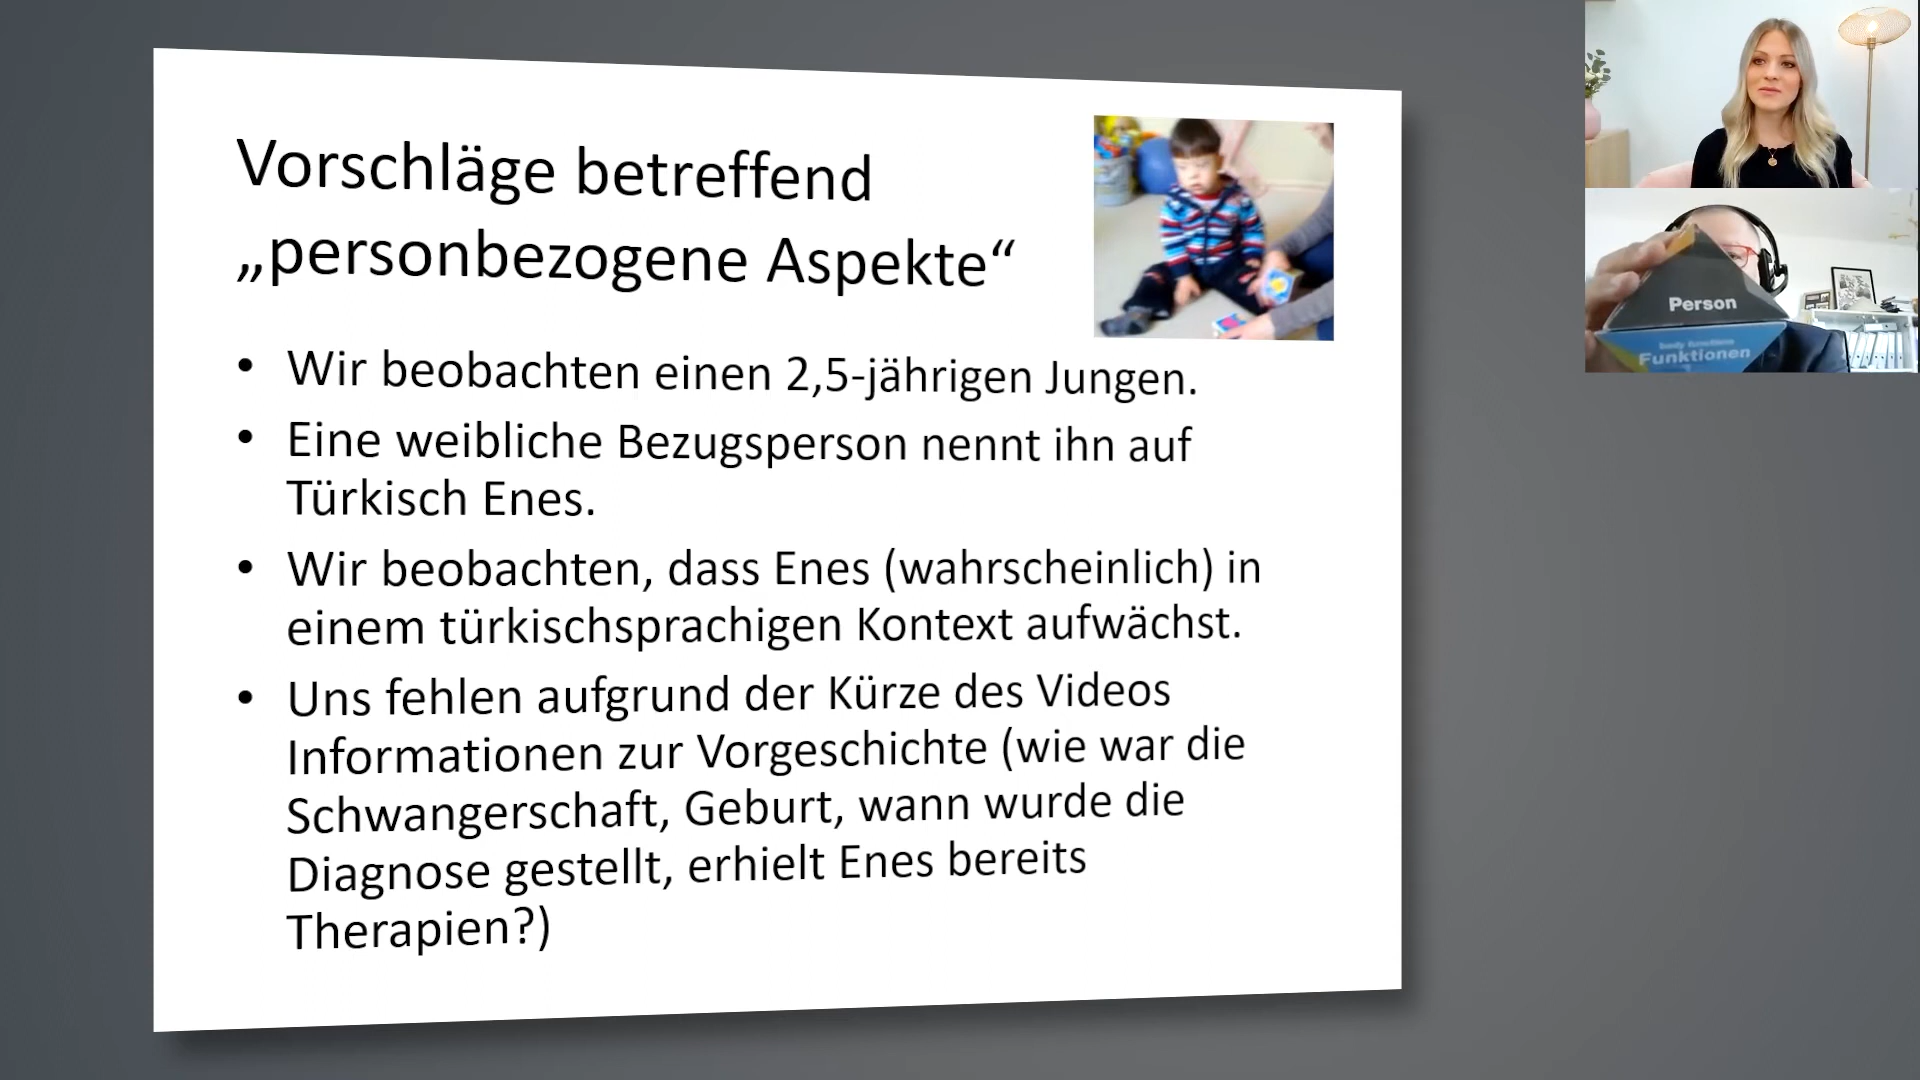 Vorschläge betreffend
„personbezogene Aspekte“
• Wir beobachten einen 2,5-jährigen Jungen.
• Eine weibliche Bezugsperson nennt ihn auf
Türkisch Enes.
• Wir beobachten, dass Enes (wahrscheinlich) in
einem türkischsprachigen Kontext aufwächst.
• Uns fehlen aufgrund der Kürze des Videos
Informationen zur Vorgeschichte (wie war die
Schwangerschaft, Geburt, wann wurde die
Diagnose gestellt, erhielt Enes bereits
Therapien?)
Person
body functions
Funktionen